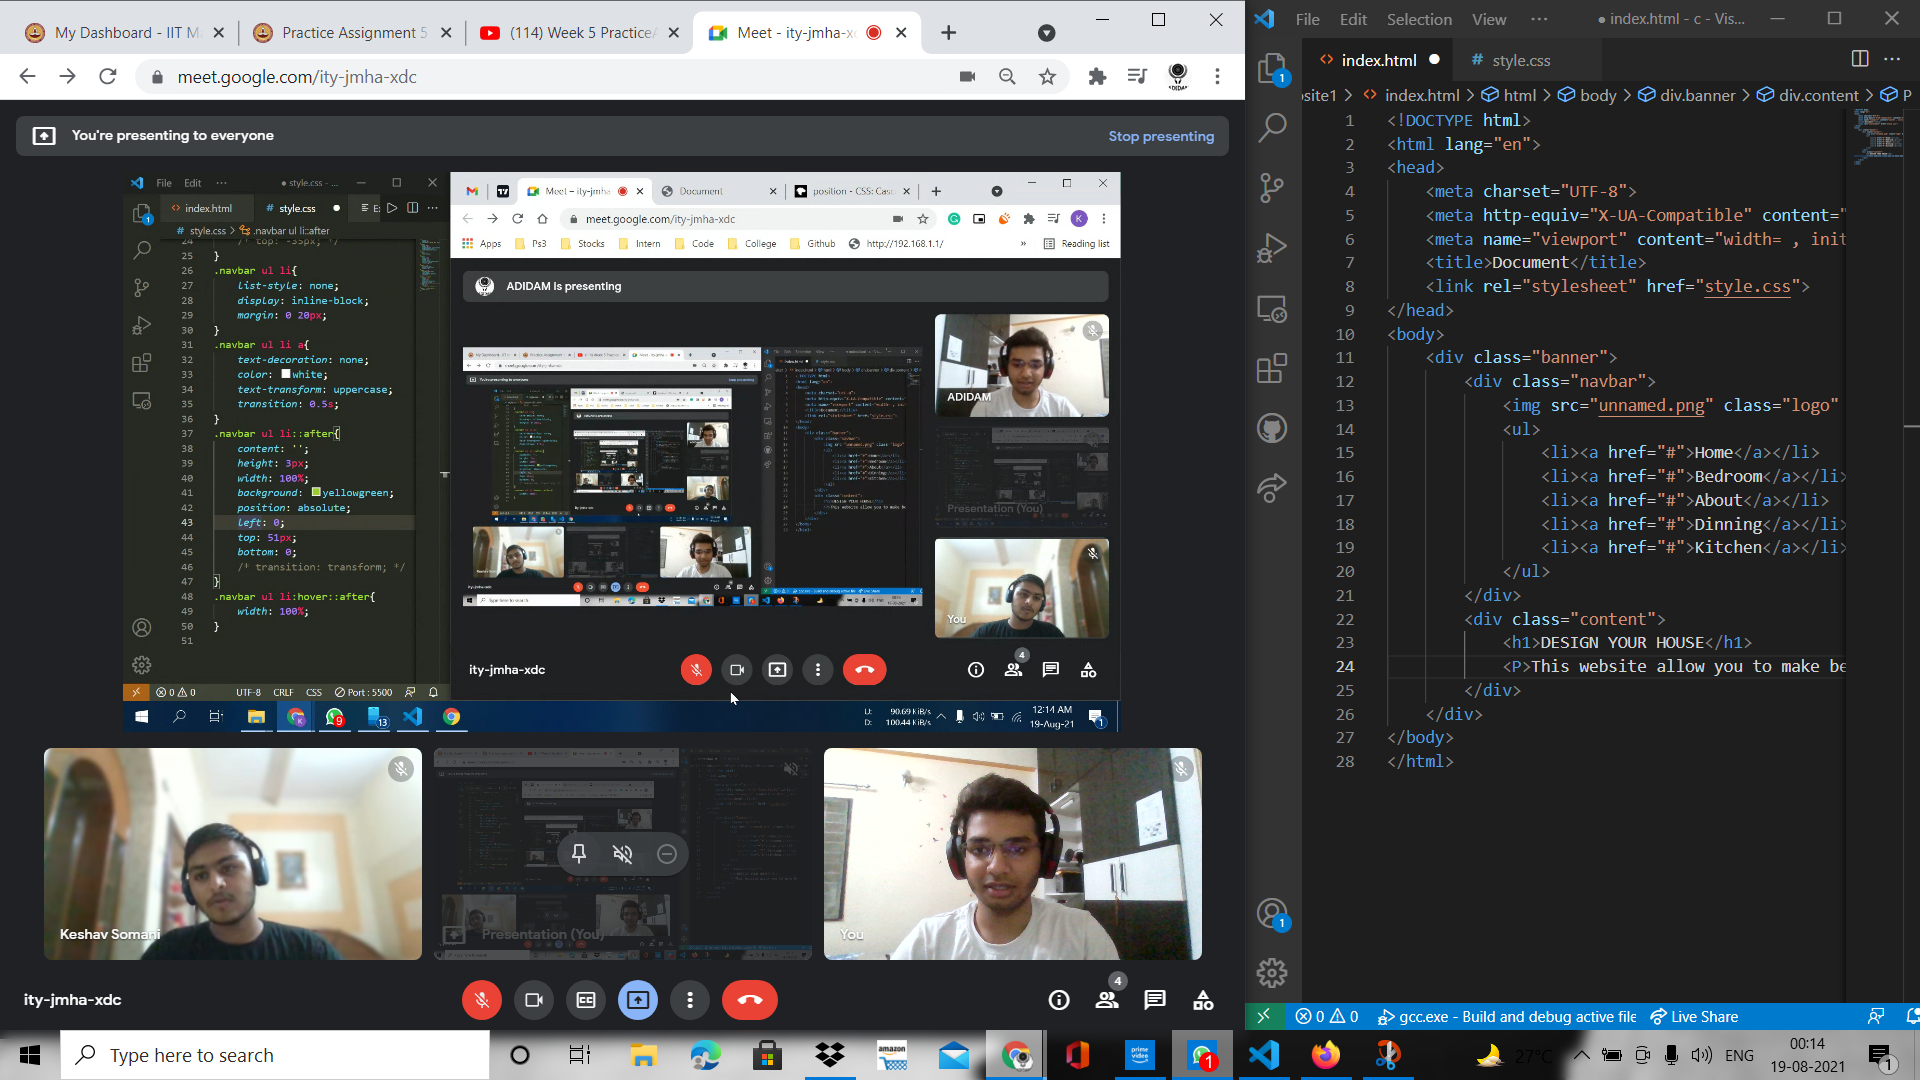 My Dashboard - IIT M
Practice Assignment 5
(114) Week 5 Practice
Meet - ity-jmha-x
meet.google.com/ity-jmha-xdc
You're presenting to everyone
Stop presenting
File Edit ...
● style.css - ...
index.html
# style.css ●
# style.css > .navbar ul li::after
24 /* top: -35px; */
25 }
26 .navbar ul li{
27 list-style: none;
28 display: inline-block;
29 margin: 0 20px;
30 }
31 .navbar ul li a{
32 text-decoration: none;
33 color: white;
34 text-transform: uppercase;
35 transition: 0.5s;
36 }
37 .navbar ul li::after{
38 content: '';
39 height: 3px;
40 width: 100%;
41 background: yellowgreen;
42 position: absolute;
43 left: 0;
44 top: 51px;
45 bottom: 0;
46 /* transition: transform; */
47 }
48 .navbar ul li:hover::after{
49 width: 100%;
50 }
51
0 0 UTF-8 CRLF CSS Port : 5500
Meet – ity-jmha
Document
position - CSS: Casc
meet.google.com/ity-jmha-xdc
Apps Ps3 Stocks Intern Code College Github http://192.168.1.1/ » Reading list
ADIDAM is presenting
ADIDAM
Presentation (You)
You
ity-jmha-xdc
4
9
13
U: 90.69 KiB/s
D: 100.44 KiB/s
12:14 AM
19-Aug-21
1
Keshav Somani
Presentation (You)
You
ity-jmha-xdc
4
File Edit Selection View ...
● index.html - c - Vis...
<> index.html ●
# style.css
site1 > <> index.html > html > body > div.banner > div.content > P
1 <!DOCTYPE html>
2 <html lang="en">
3 <head>
4 <meta charset="UTF-8">
5 <meta http-equiv="X-UA-Compatible" content="
6 <meta name="viewport" content="width= , init
7 <title>Document</title>
8 <link rel="stylesheet" href="style.css">
9 </head>
10 <body>
11 <div class="banner">
12 <div class="navbar">
13 <img src="unnamed.png" class="logo"
14 <ul>
15 <li><a href="#">Home</a></li>
16 <li><a href="#">Bedroom</a></li>
17 <li><a href="#">About</a></li>
18 <li><a href="#">Dinning</a></li>
19 <li><a href="#">Kitchen</a></li>
20 </ul>
21 </div>
22 <div class="content">
23 <h1>DESIGN YOUR HOUSE</h1>
24 <P>This website allow you to make be
25 </div>
26 </div>
27 </body>
28 </html>
0 0 gcc.exe - Build and debug active file Live Share
Type here to search
amazon
prime video
1
27°C
ENG
00:14
19-08-2021
1